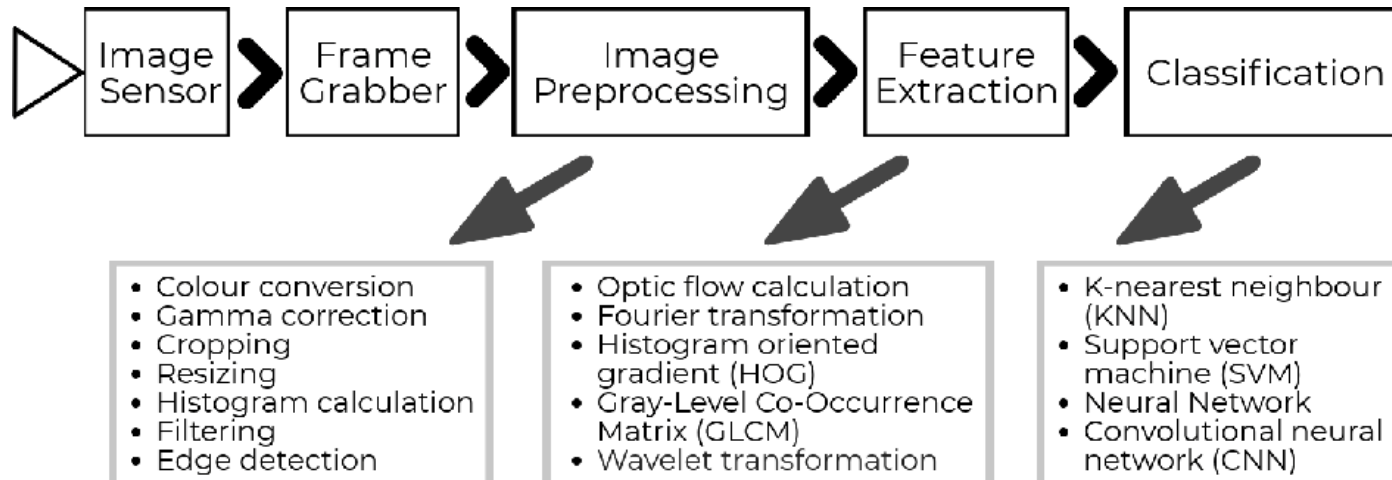 Image
Sensor
Frame
Grabber
Image
Preprocessing
Feature
Extraction
Classification
• Colour conversion
• Gamma correction
• Cropping
• Resizing
• Histogram calculation
• Filtering
• Edge detection
• Optic flow calculation
• Fourier transformation
• Histogram oriented
gradient (HOG)
• Gray-Level Co-Occurrence
Matrix (GLCM)
• Wavelet transformation
• K-nearest neighbour
(KNN)
• Support vector
machine (SVM)
• Neural Network
• Convolutional neural
network (CNN)